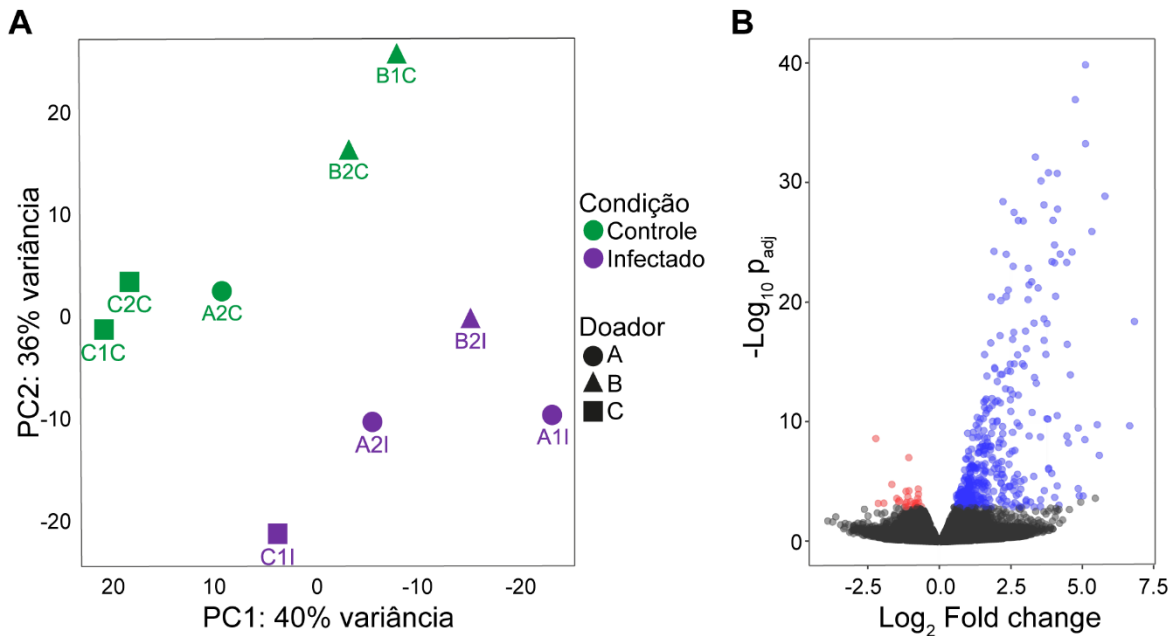 A
B
PC2: 36% variância
20
10
0
-10
-20
B1C
B2C
C2C
A2C
C1C
B2I
A2I
A1I
C1I
20
10
0
-10
-20
PC1: 40% variância
Condição
Controle
Infectado
Doador
A
B
C
-Log10 padj
40
30
20
10
0
-2.5
0.0
2.5
5.0
7.5
Log2 Fold change